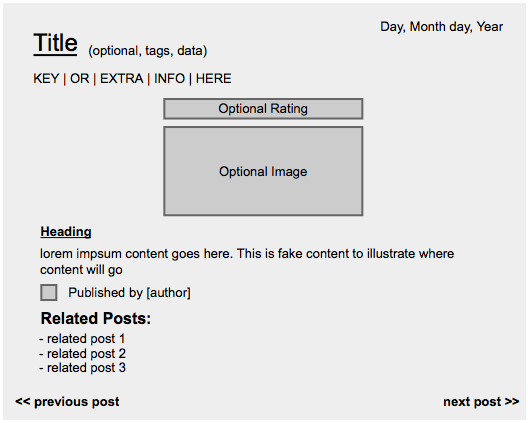 Day, Month day, Year
Title (optional, tags, data)
KEY | OR | EXTRA | INFO | HERE
Optional Rating
Optional Image
Heading
lorem impsum content goes here. This is fake content to illustrate where
content will go
Published by [author]
Related Posts:
- related post 1
- related post 2
- related post 3
<< previous post next post >>